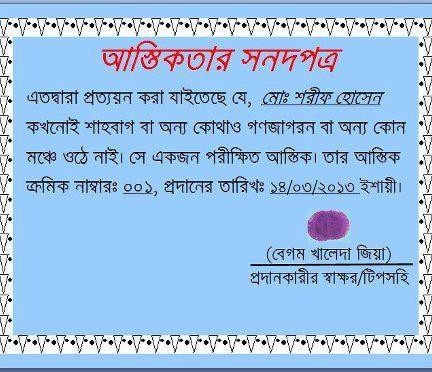 আস্তিকতার সনদপত্র
এতদ্বারা প্রত্যয়ন করা যাইতেছে যে, মোঃ শরীফ হোসেন
কখনোই শাহবাগ বা অন্য কোথাও গণজাগরন বা অন্য কোন
মঞ্চে ওঠে নাই। সে একজন পরীক্ষিত আস্তিক। তার আস্তিক
ক্রমিক নাম্বারঃ ০০১, প্রদানের তারিখঃ ১৪/০৩/২০১৩ ইশায়ী।
(বেগম খালেদা জিয়া)
প্রদানকারীর স্বাক্ষর/টিপসহি